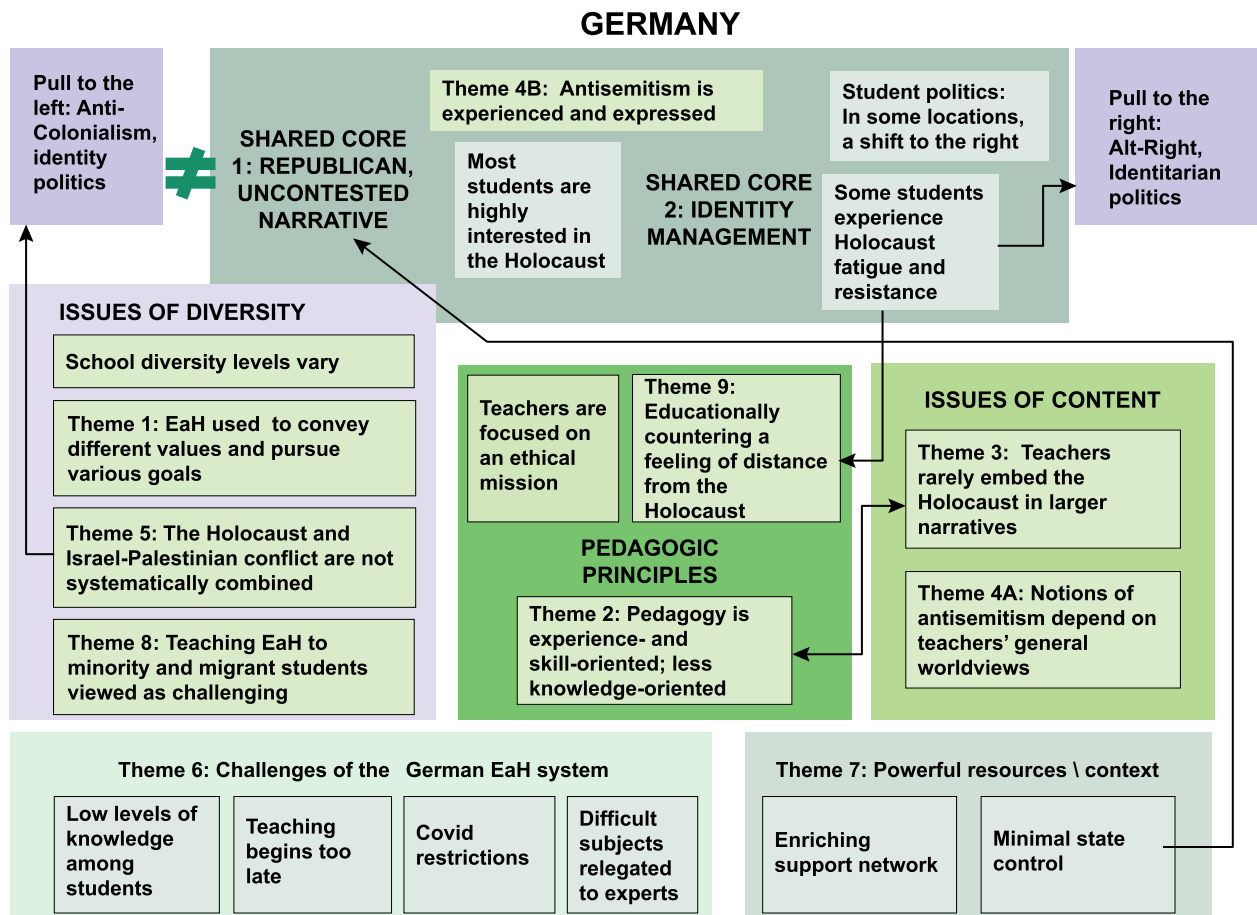 GERMANY
Pull to the
left: Anti-
Colonialism,
identity
politics
≠
SHARED CORE
1: REPUBLICAN,
UNCONTESTED
NARRATIVE
Theme 4B:  Antisemitism is
experienced and expressed
Most
students are
highly
interested in
the Holocaust
SHARED CORE
2: IDENTITY
MANAGEMENT
Student politics:
In some locations,
a shift to the right
Some students
experience
Holocaust
fatigue and
resistance
Pull to the
right:
Alt-Right,
Identitarian
politics
ISSUES OF DIVERSITY
School diversity levels vary
Theme 1: EaH used  to convey
different values and pursue
various goals
Theme 5: The Holocaust and
Israel-Palestinian conflict are not
systematically combined
Theme 8: Teaching EaH to
minority and migrant students
viewed as challenging
Teachers are
focused on
an ethical
mission
Theme 9:
Educationally
countering a
feeling of distance
from the
Holocaust
PEDAGOGIC
PRINCIPLES
Theme 2: Pedagogy is
experience- and
skill-oriented; less
knowledge-oriented
ISSUES OF CONTENT
Theme 3:  Teachers
rarely embed the
Holocaust in larger
narratives
Theme 4A: Notions of
antisemitism depend on
teachers’ general
worldviews
Theme 6: Challenges of the   German EaH system
Low levels of
knowledge
among
students
Teaching
begins too
late
Covid
restrictions
Difficult
subjects
relegated
to experts
Theme 7: Powerful resources \ context
Enriching
support network
Minimal state
control